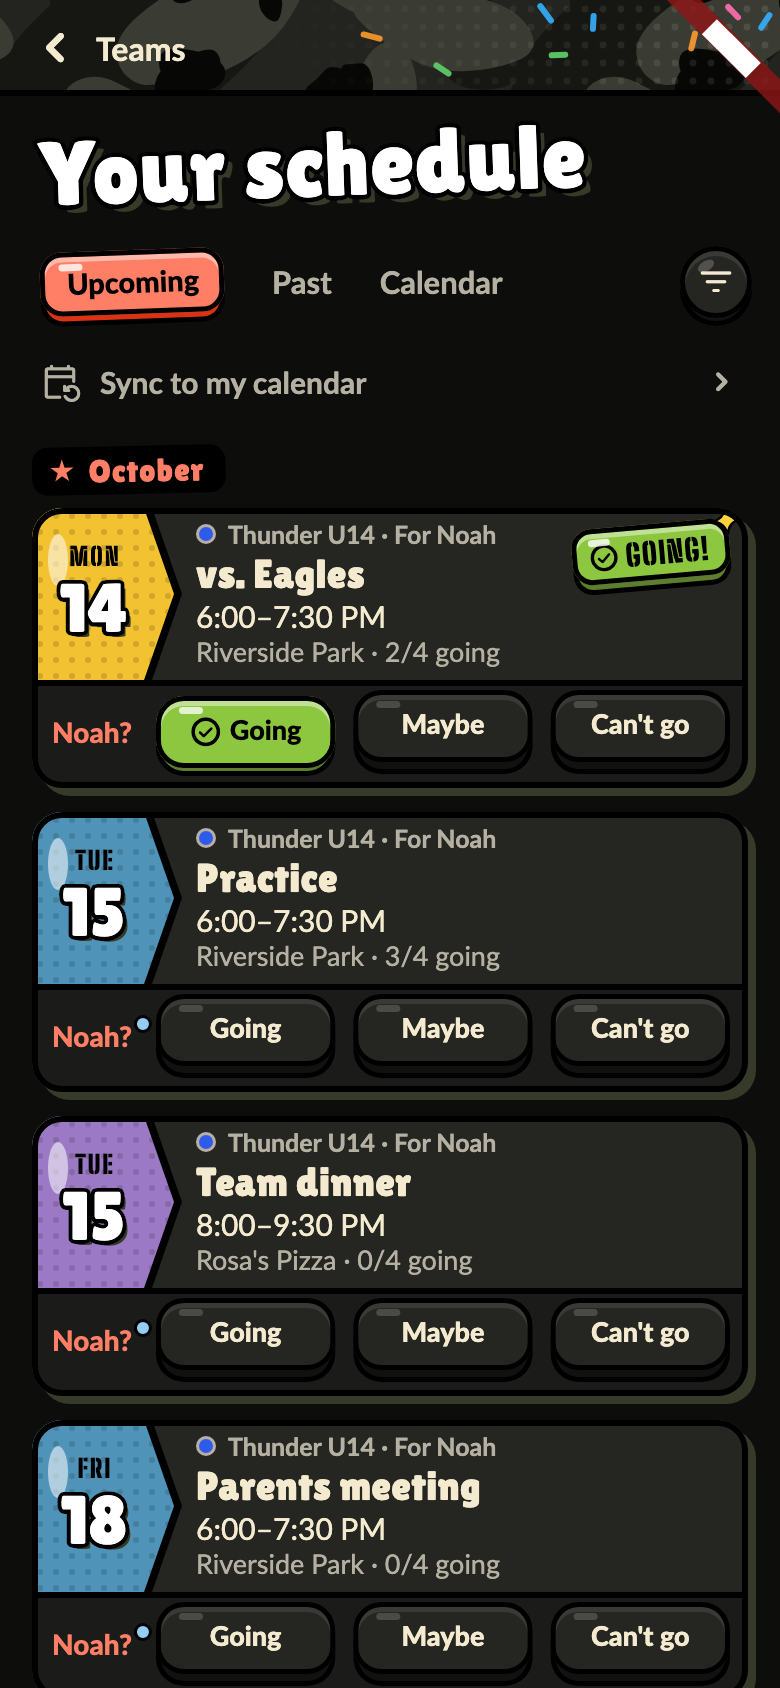 Teams
Your schedule
Upcoming
Past
Calendar
Sync to my calendar
★ October
MON
14
Thunder U14 · For Noah
vs. Eagles
6:00–7:30 PM
Riverside Park · 2/4 going
GOING!
Noah?
Going
Maybe
Can't go
TUE
15
Thunder U14 · For Noah
Practice
6:00–7:30 PM
Riverside Park · 3/4 going
Noah?
Going
Maybe
Can't go
TUE
15
Thunder U14 · For Noah
Team dinner
8:00–9:30 PM
Rosa's Pizza · 0/4 going
Noah?
Going
Maybe
Can't go
FRI
18
Thunder U14 · For Noah
Parents meeting
6:00–7:30 PM
Riverside Park · 0/4 going
Noah?
Going
Maybe
Can't go